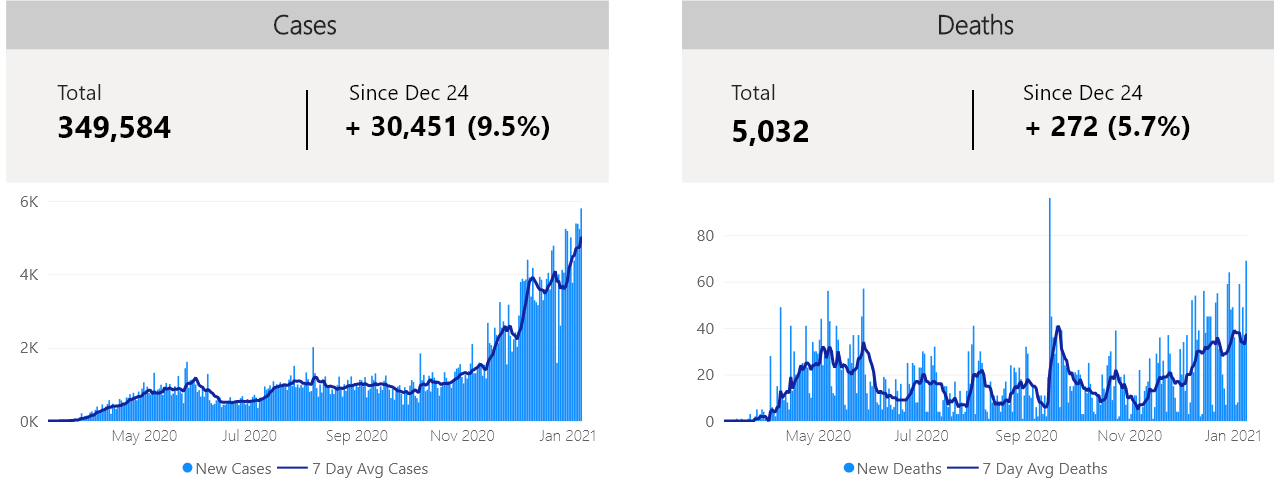 Cases
Total
349,584
Since Dec 24
+ 30,451 (9.5%)
6K
4K
2K
0K
May 2020 Jul 2020 Sep 2020 Nov 2020 Jan 2021
New Cases 7 Day Avg Cases
Deaths
Total
5,032
Since Dec 24
+ 272 (5.7%)
80
60
40
20
0
May 2020 Jul 2020 Sep 2020 Nov 2020 Jan 2021
New Deaths 7 Day Avg Deaths